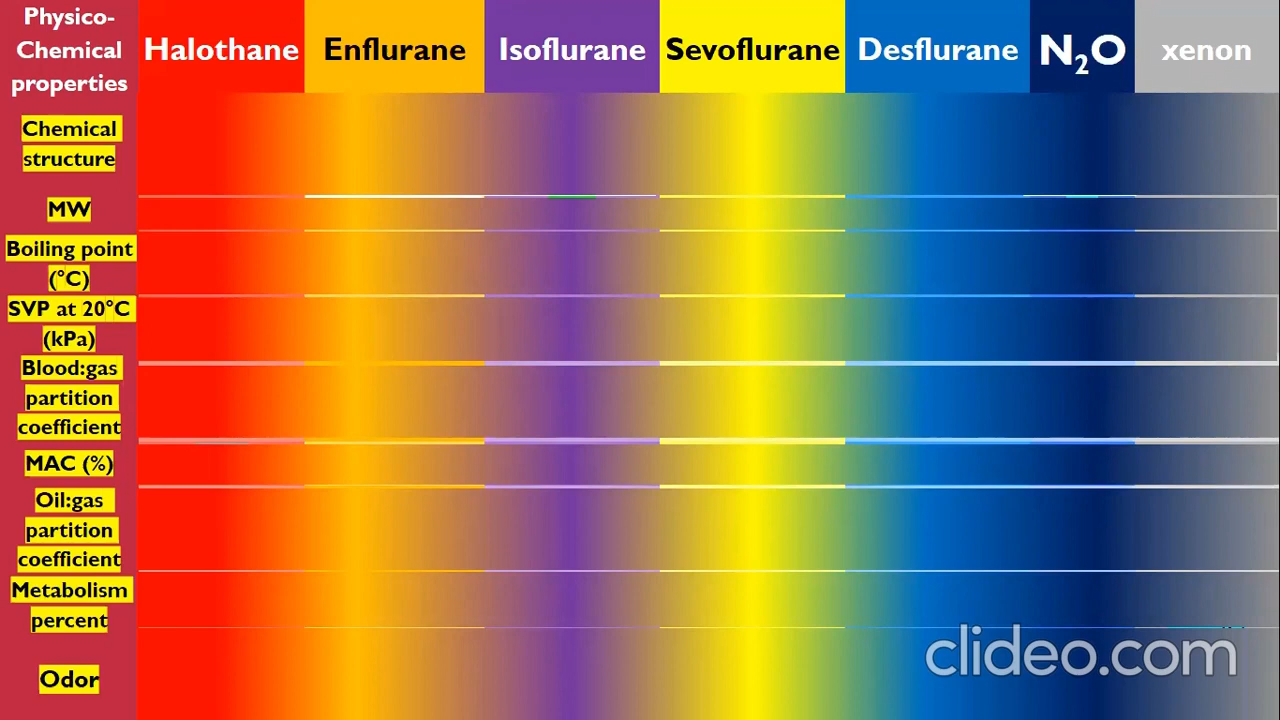 Physico-
Chemical
properties
Halothane
Enflurane
Isoflurane
Sevoflurane
Desflurane
N₂O
xenon
Chemical
structure
MW
Boiling point
(°C)
SVP at 20°C
(kPa)
Blood:gas
partition
coefficient
MAC (%)
Oil:gas
partition
coefficient
Metabolism
percent
Odor
clideo.com